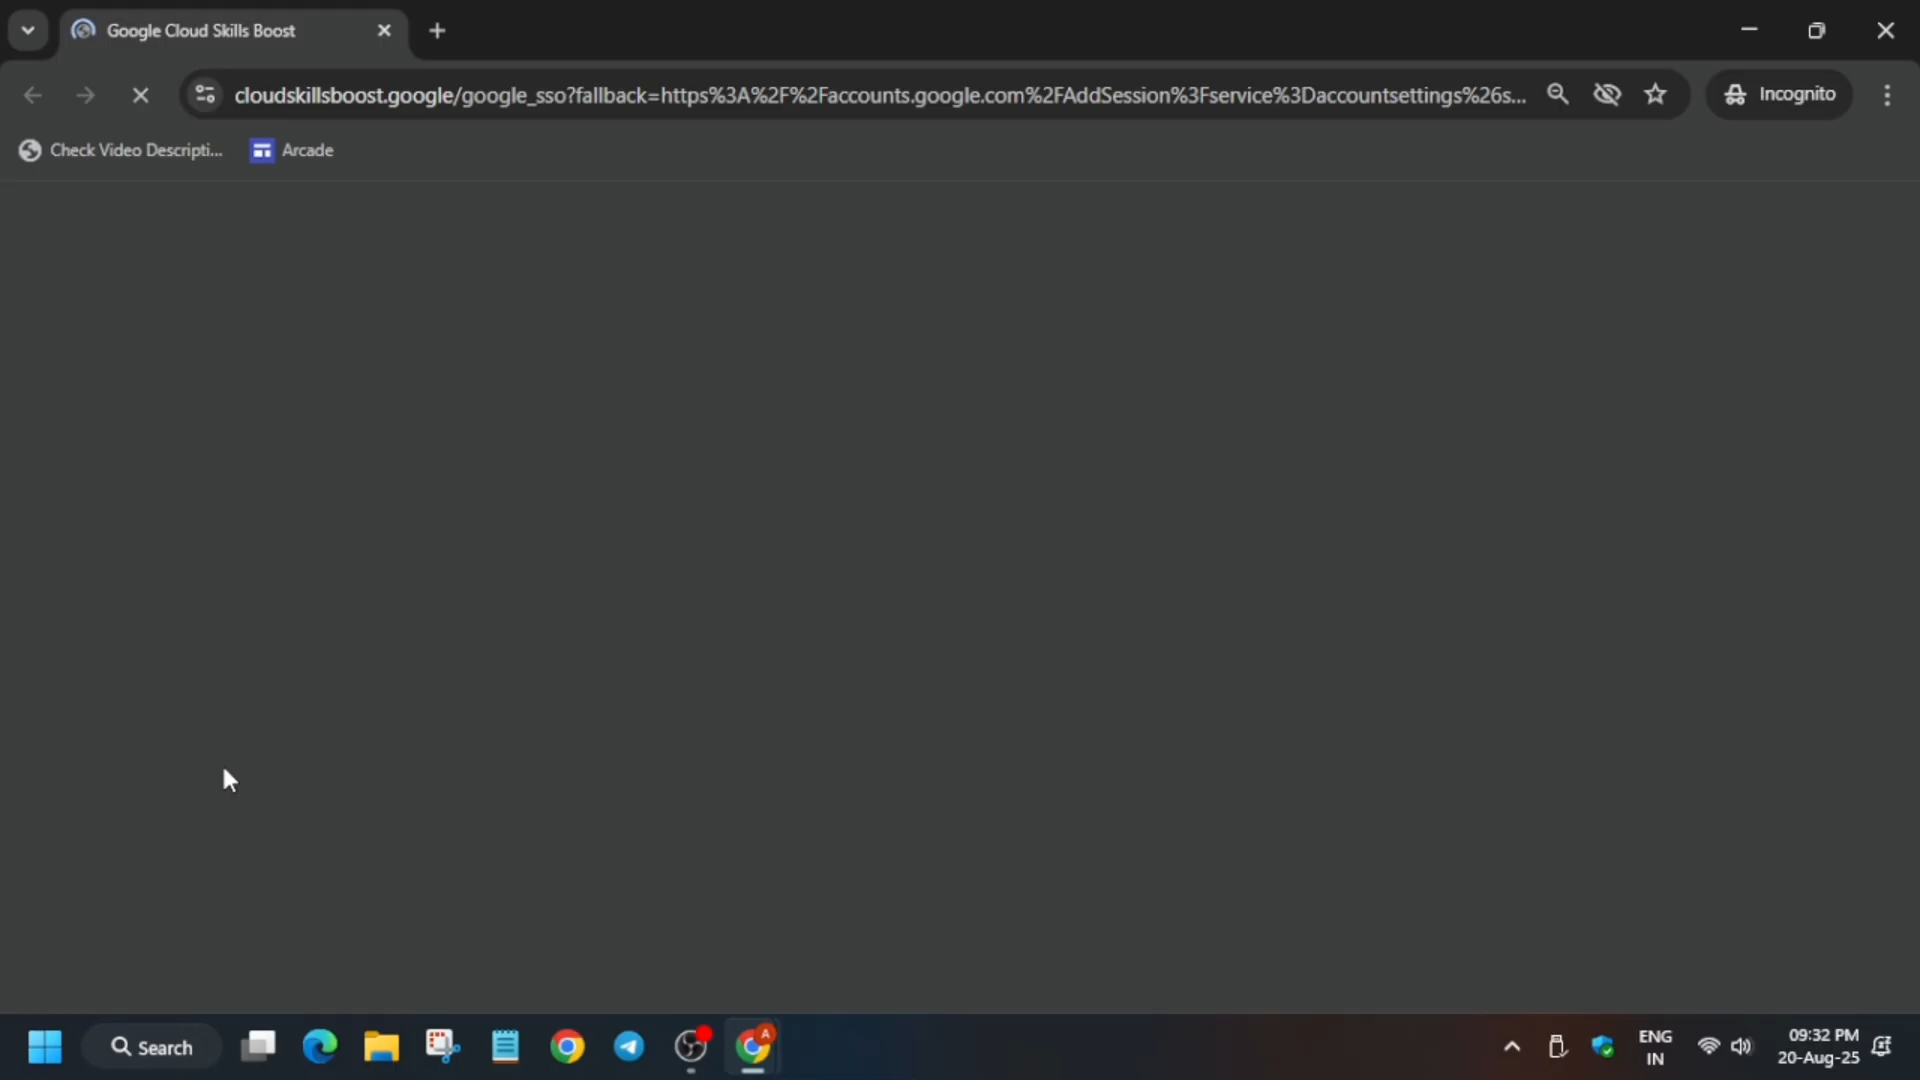 Google Cloud Skills Boost
cloudskillsboost.google/google_sso?fallback=https%3A%2F%2Faccounts.google.com%2FAddSession%3Fservice%3Daccountsettings%26s...
Incognito
Check Video Descripti...
Arcade
Search
A
ENG
IN
09:32 PM
20-Aug-25